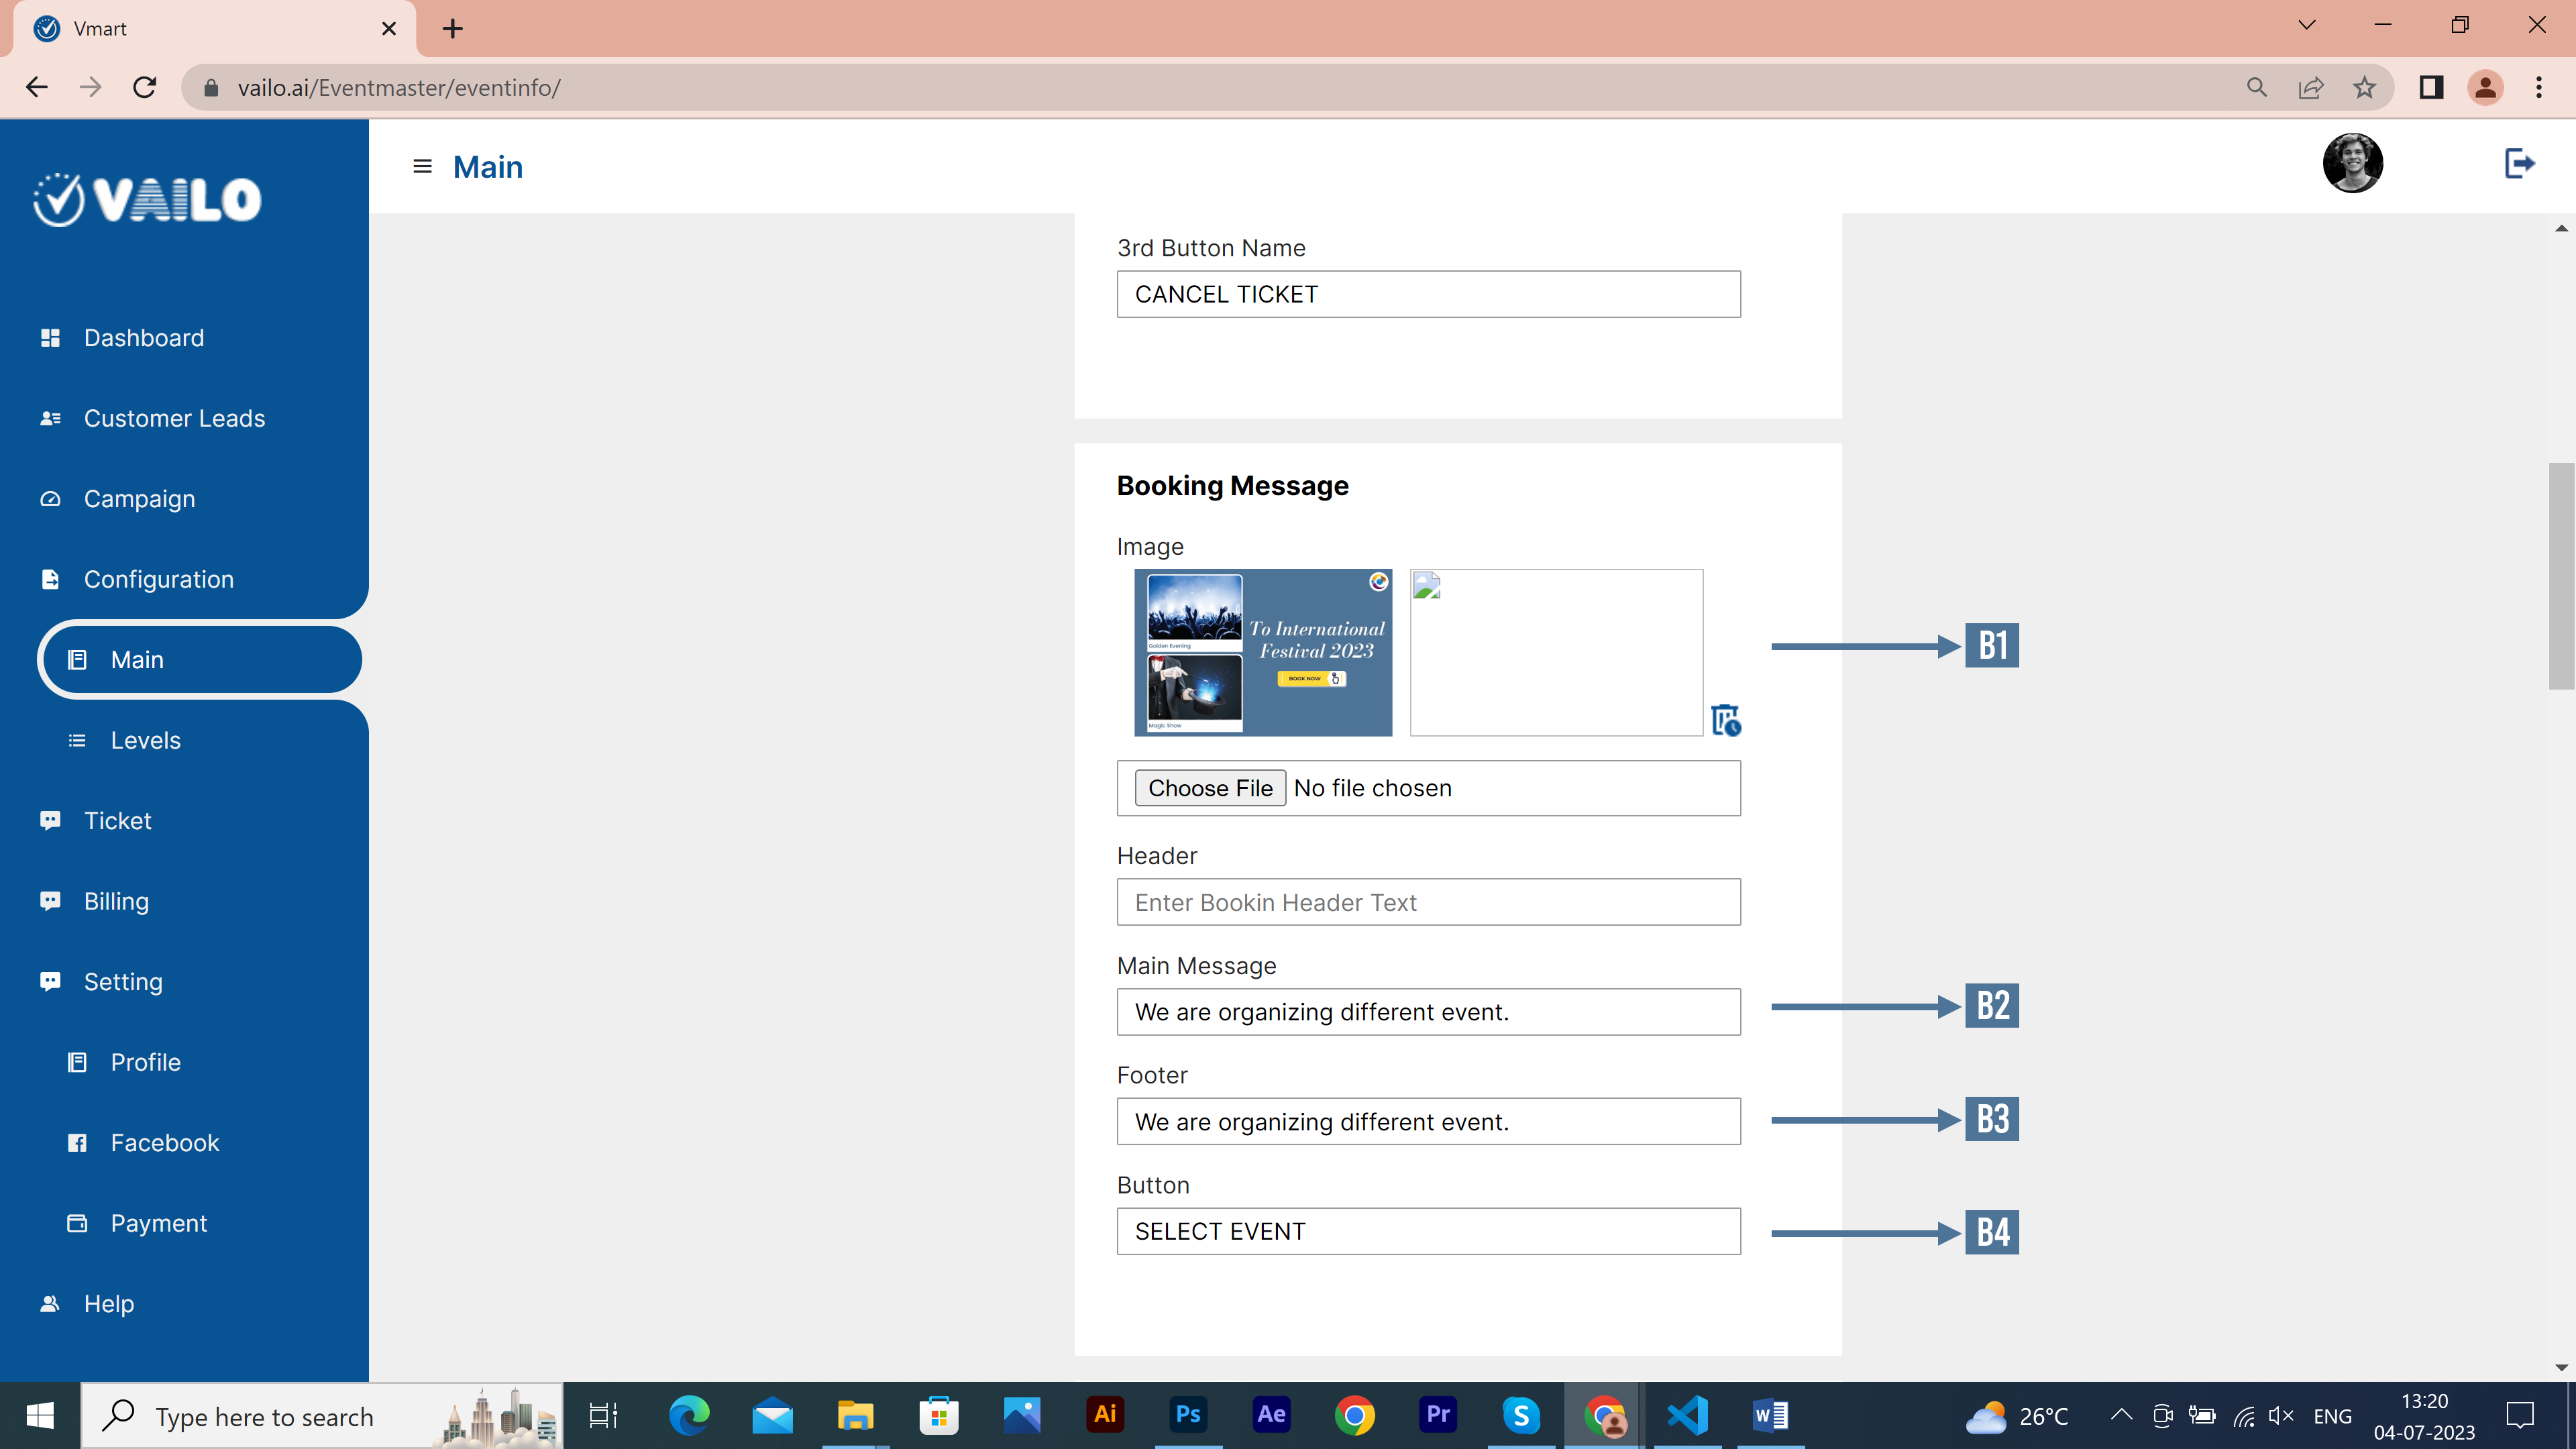 Vmart
vailo.ai/Eventmaster/eventinfo/
VAILO
Main
Dashboard
Customer Leads
Campaign
Configuration
Main
Levels
Ticket
Billing
Setting
Profile
Facebook
Payment
Help
3rd Button Name
CANCEL TICKET
Booking Message
Image
Golden Evening
Magic Show
To International
Festival 2023
BOOK NOW
B1
Choose File No file chosen
Header
Enter Bookin Header Text
Main Message
We are organizing different event.
B2
Footer
We are organizing different event.
B3
Button
SELECT EVENT
B4
Type here to search
Ai
Ps
Ae
Pr
S
W
26°C
ENG
13:20
04-07-2023